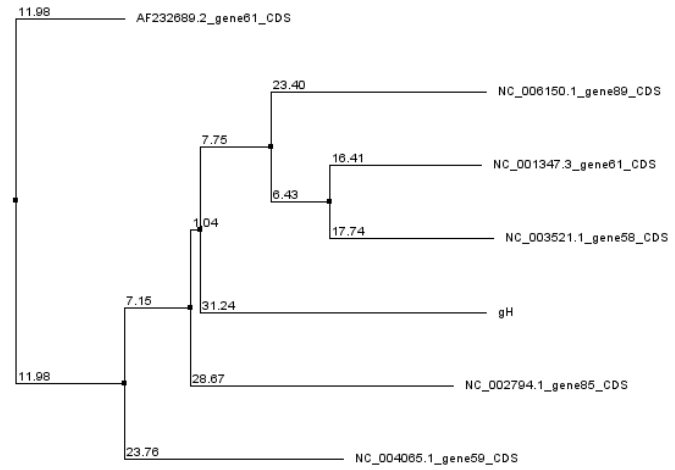 11.98
AF232689.2_gene61_CDS
23.40
NC_006150.1_gene89_CDS
7.75
16.41
NC_001347.3_gene61_CDS
6.43
1.04
17.74
NC_003521.1_gene58_CDS
7.15
31.24
gH
11.98
28.67
NC_002794.1_gene85_CDS
23.76
NC_004065.1_gene59_CDS